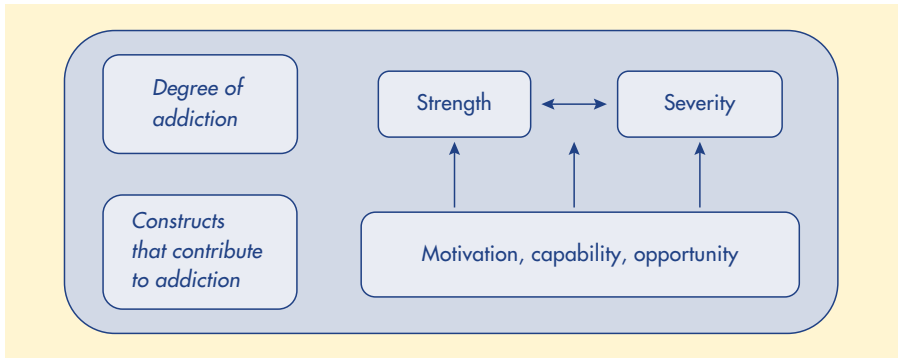 Degree of
addiction
Strength
Severity
Constructs
that contribute
to addiction
Motivation, capability, opportunity